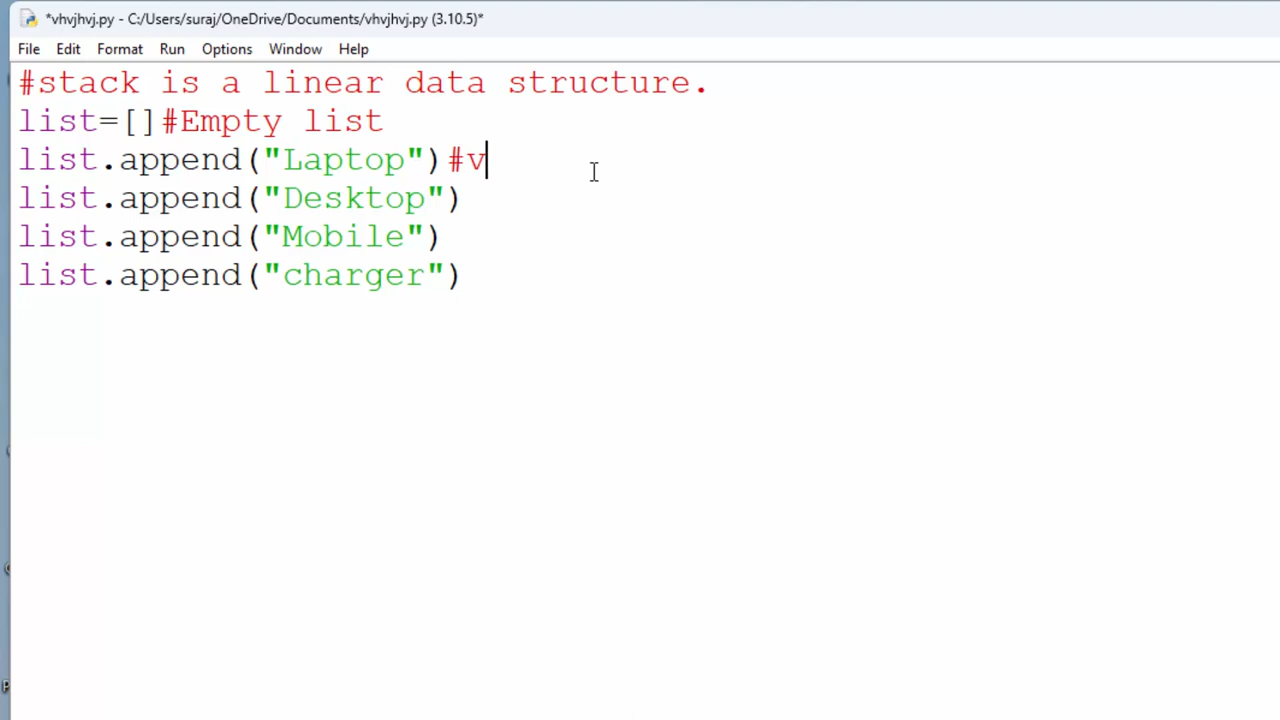 *vhvjhvj.py - C:/Users/suraj/OneDrive/Documents/vhvjhvj.py (3.10.5)*
File Edit Format Run Options Window Help
#stack is a linear data structure.
list=[]#Empty list
list.append("Laptop")#v
list.append("Desktop")
list.append("Mobile")
list.append("charger")